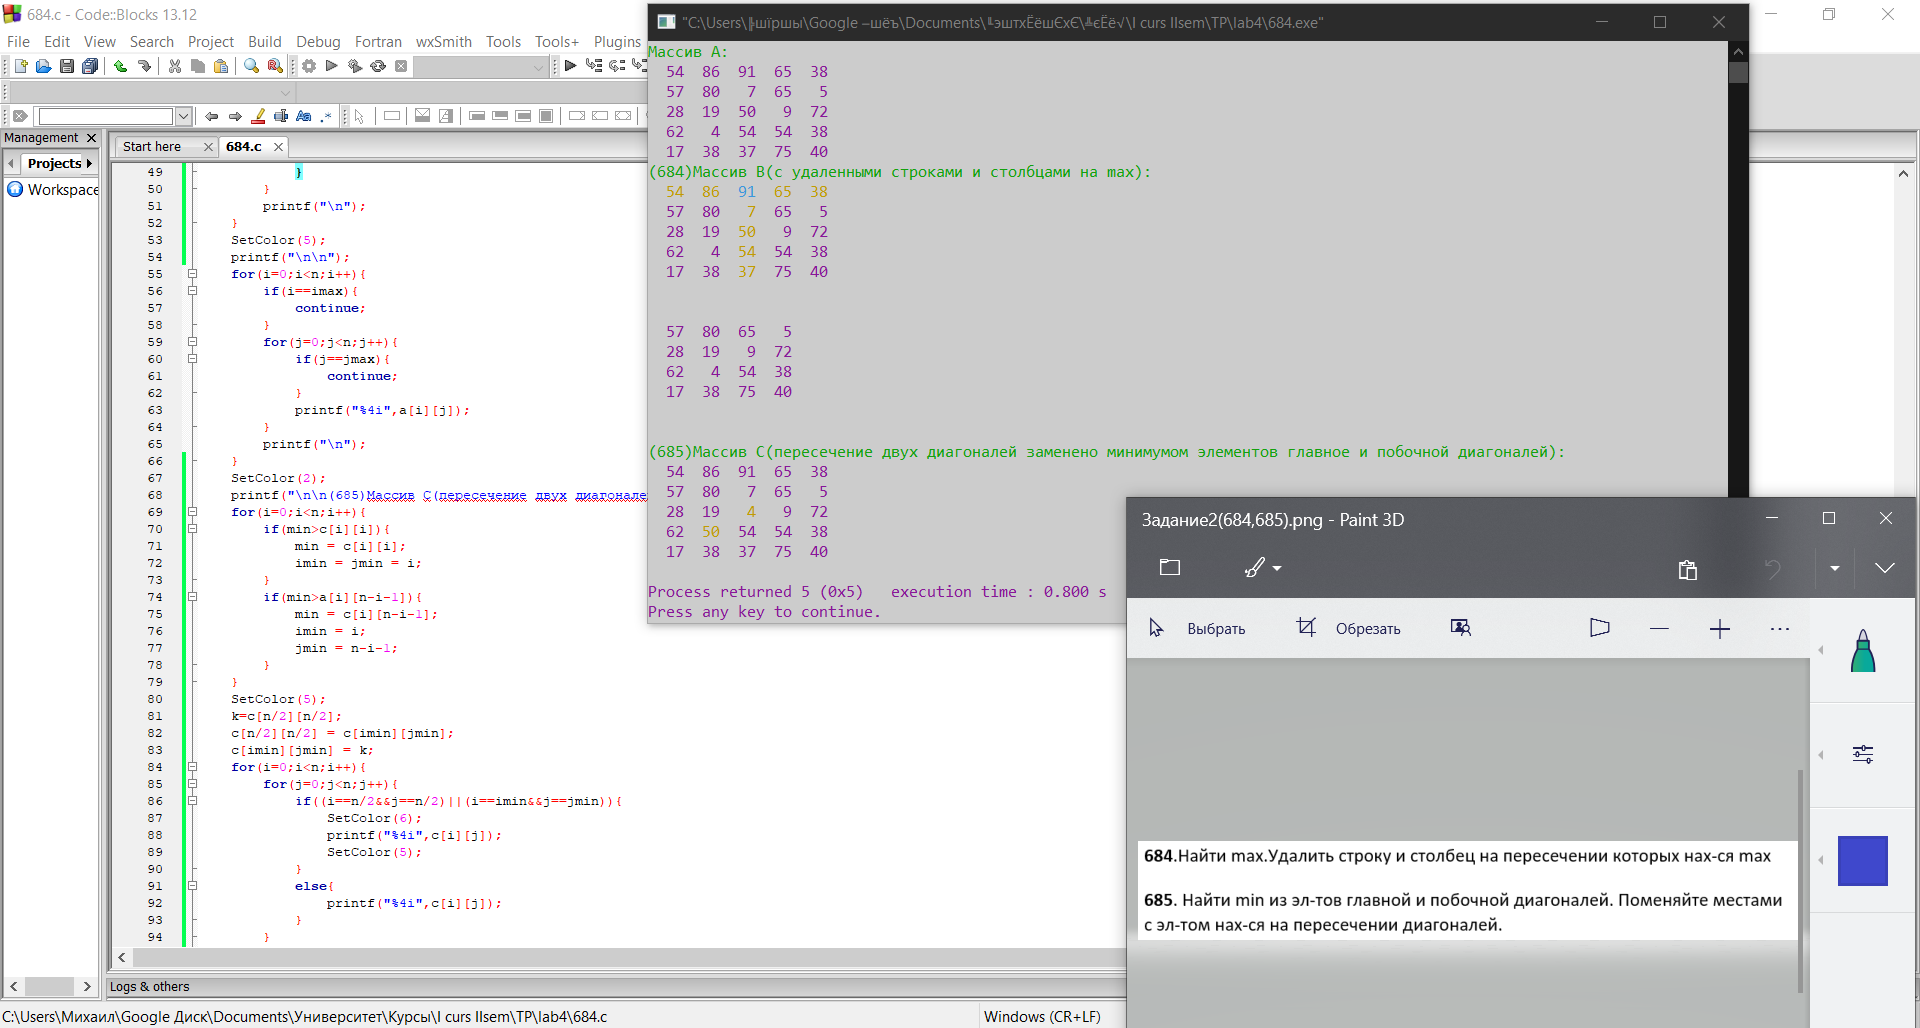 684.c - Code::Blocks 13.12
File Edit View Search Project Build Debug Fortran wxSmith Tools Tools+ Plugins
Management
Projects
Workspace
Start here
684.c
49 }
50 }
51 printf("\n");
52 }
53 SetColor(5);
54 printf("\n\n");
55 for(i=0;i<n;i++){
56 if(i==imax){
57 continue;
58 }
59 for(j=0;j<n;j++){
60 if(j==jmax){
61 continue;
62 }
63 printf("%4i",a[i][j]);
64 }
65 printf("\n");
66 }
67 SetColor(2);
68 printf("\n\n(685)Массив С(пересечение двух диагонале
69 for(i=0;i<n;i++){
70 if(min>c[i][i]){
71 min = c[i][i];
72 imin = jmin = i;
73 }
74 if(min>a[i][n-i-1]){
75 min = c[i][n-i-1];
76 imin = i;
77 jmin = n-i-1;
78 }
79 }
80 SetColor(5);
81 k=c[n/2][n/2];
82 c[n/2][n/2] = c[imin][jmin];
83 c[imin][jmin] = k;
84 for(i=0;i<n;i++){
85 for(j=0;j<n;j++){
86 if((i==n/2&&j==n/2)||(i==imin&&j==jmin)){
87 SetColor(6);
88 printf("%4i",c[i][j]);
89 SetColor(5);
90 }
91 else{
92 printf("%4i",c[i][j]);
93 }
94 }
Logs & others
C:\Users\Михаил\Google Диск\Documents\Университет\Курсы\I curs IIsem\TP\lab4\684.c
Windows (CR+LF)
Массив А:
54 86 91 65 38
57 80 7 65 5
28 19 50 9 72
62 4 54 54 38
17 38 37 75 40
(684)Массив В(с удаленными строками и столбцами на max):
54 86 91 65 38
57 80 7 65 5
28 19 50 9 72
62 4 54 54 38
17 38 37 75 40
57 80 65 5
28 19 9 72
62 4 54 38
17 38 75 40
(685)Массив С(пересечение двух диагоналей заменено минимумом элементов главное и побочной диагоналей):
54 86 91 65 38
57 80 7 65 5
28 19 4 9 72
62 50 54 54 38
17 38 37 75 40
Process returned 5 (0x5) execution time : 0.800 s
Press any key to continue.
Задание2(684,685).png - Paint 3D
Выбрать
Обрезать
684.Найти max.Удалить строку и столбец на пересечении которых нах-ся max
685. Найти min из эл-тов главной и побочной диагоналей. Поменяйте местами
с эл-том нах-ся на пересечении диагоналей.